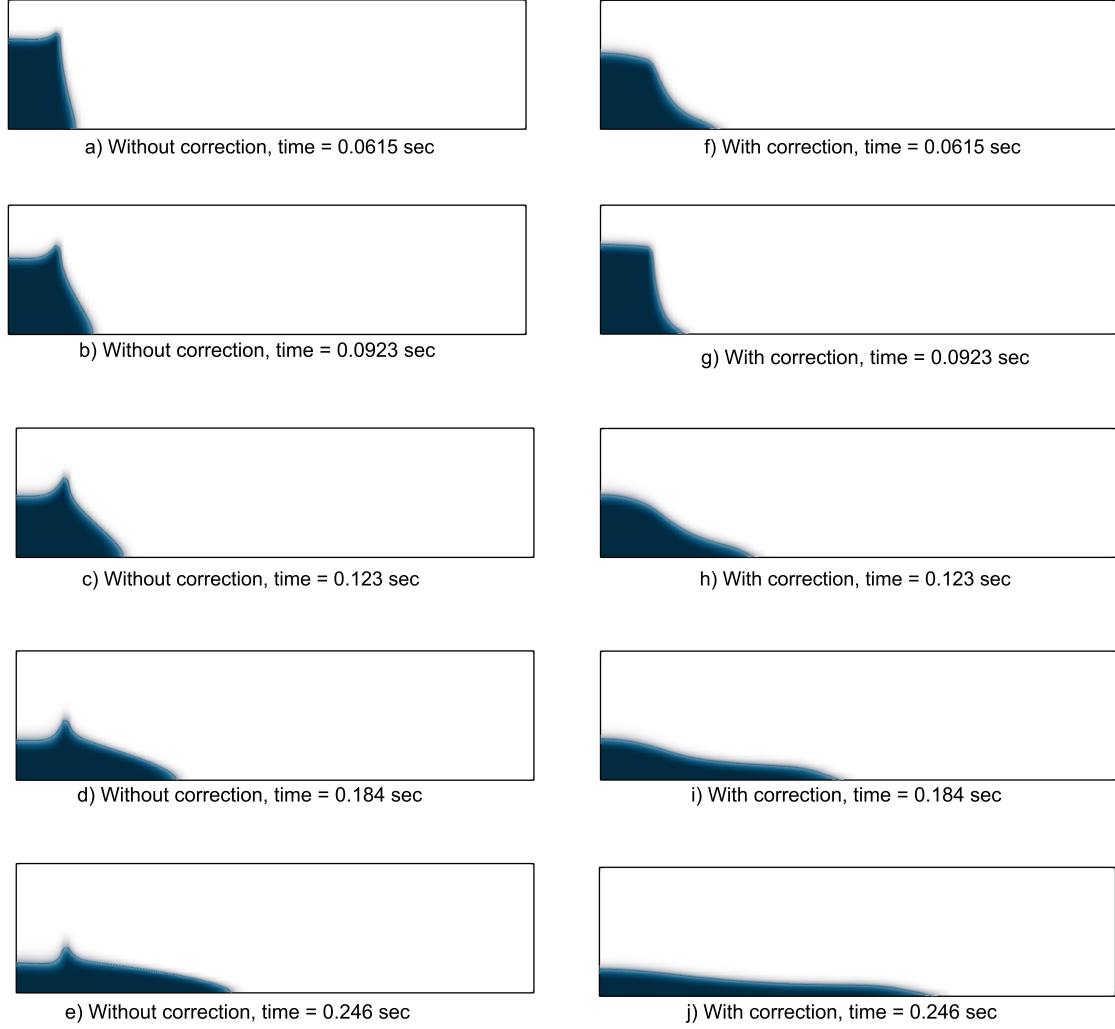 a) Without correction, time = 0.0615 sec
f) With correction, time = 0.0615 sec
b) Without correction, time = 0.0923 sec
g) With correction, time = 0.0923 sec
c) Without correction, time = 0.123 sec
h) With correction, time = 0.123 sec
d) Without correction, time = 0.184 sec
i) With correction, time = 0.184 sec
e) Without correction, time = 0.246 sec
j) With correction, time = 0.246 sec